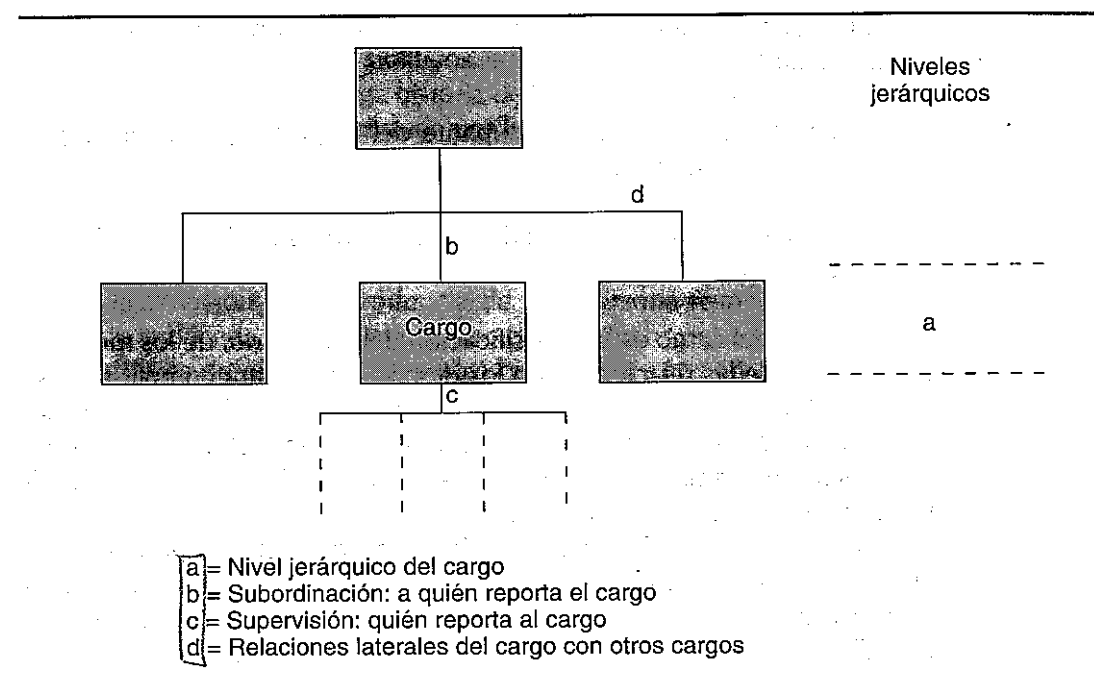 Niveles
jerárquicos
d
b
Cargo
a
c
a = Nivel jerárquico del cargo
b = Subordinación: a quién reporta el cargo
c = Supervisión: quién reporta al cargo
d = Relaciones laterales del cargo con otros cargos